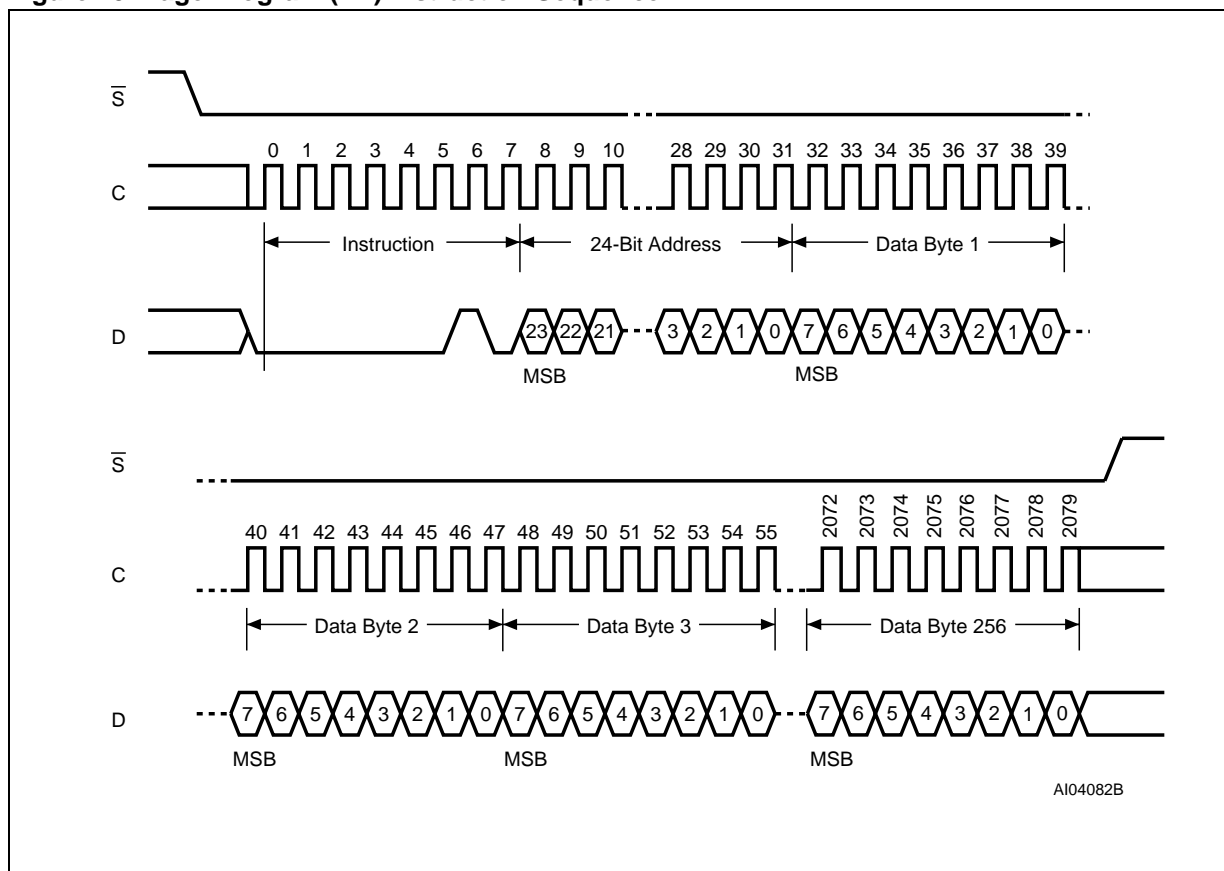 S
0 1 2 3 4 5 6 7 8 9 10 28 29 30 31 32 33 34 35 36 37 38 39
C
Instruction 24-Bit Address Data Byte 1
D
23 22 21 3 2 1 0 7 6 5 4 3 2 1 0
MSB MSB
S
40 41 42 43 44 45 46 47 48 49 50 51 52 53 54 55 2072 2073 2074 2075 2076 2077 2078 2079
C
Data Byte 2 Data Byte 3 Data Byte 256
D
7 6 5 4 3 2 1 0 7 6 5 4 3 2 1 0 7 6 5 4 3 2 1 0
MSB MSB MSB
AI04082B